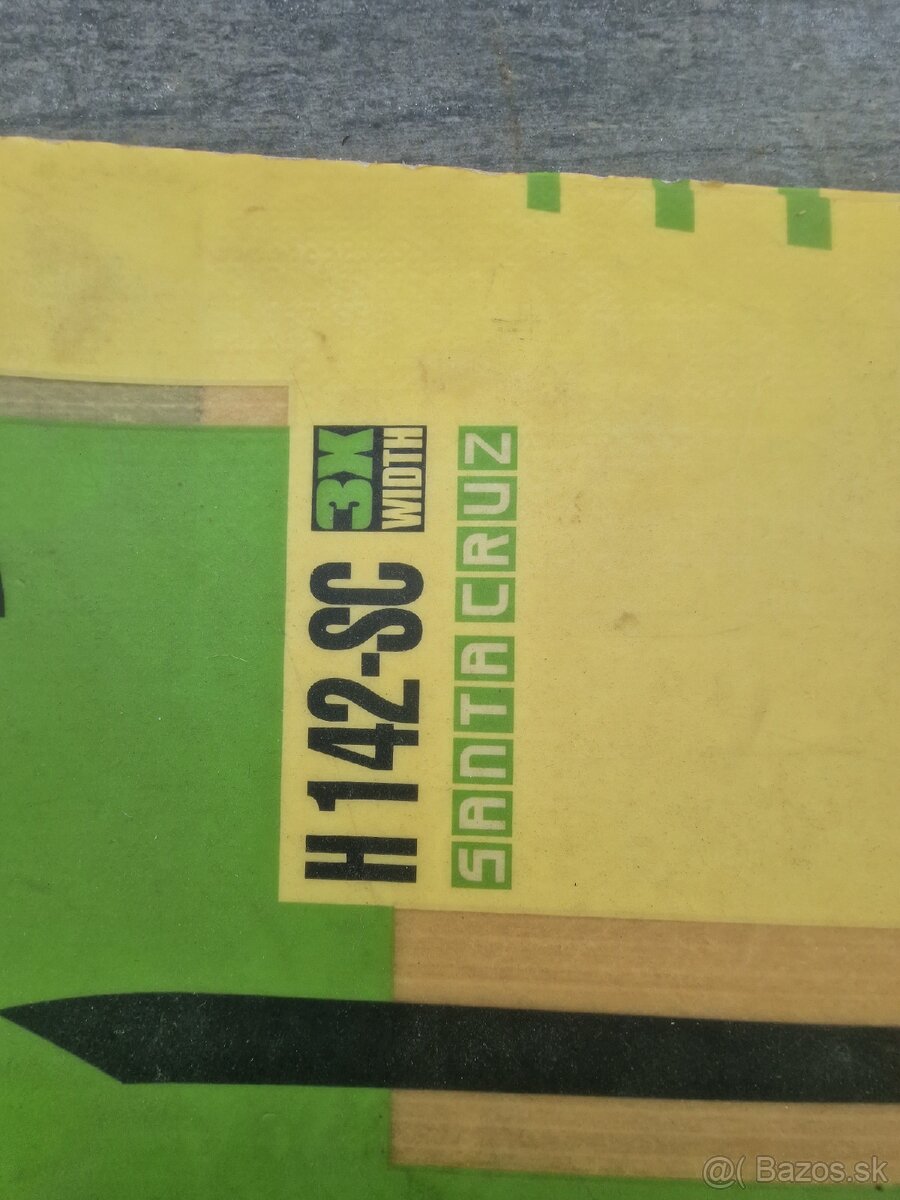 H 142-SC 3X
WIDTH
SANTA CRUZ
@( Bazos.sk